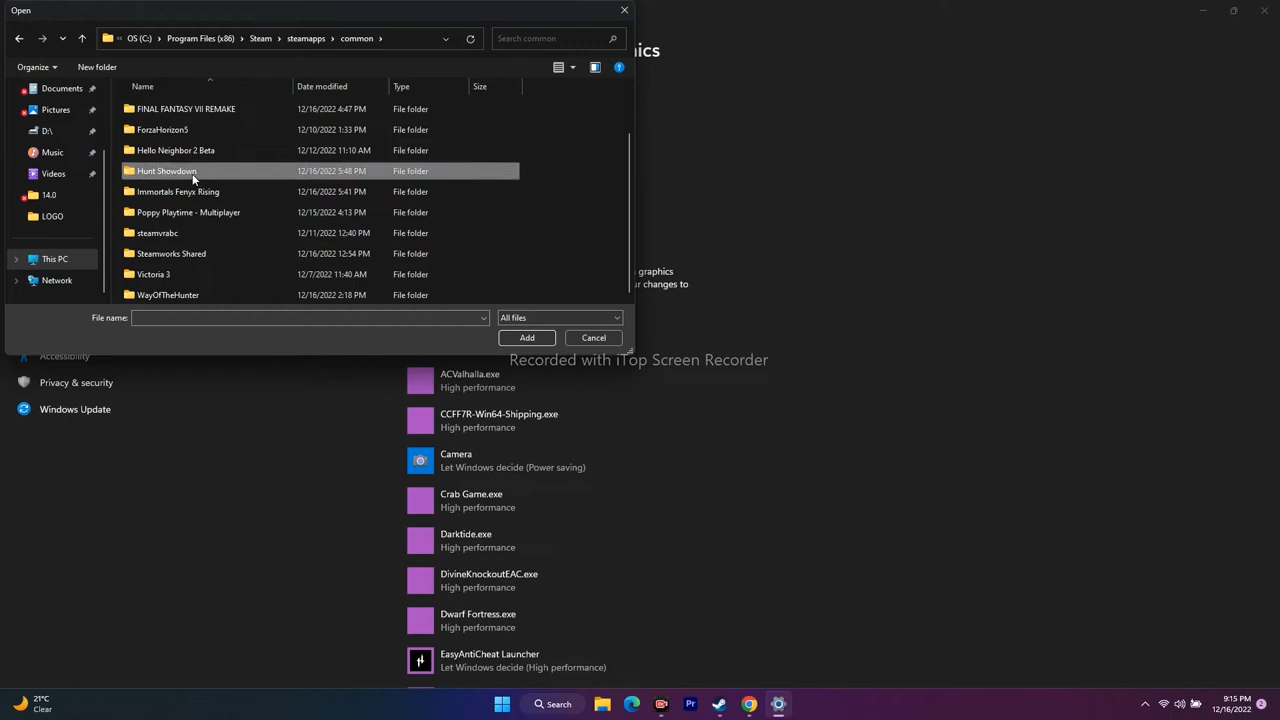 Open
OS (C:) Program Files (x86) Steam steamapps common
Search common
Organize New folder
Name Date modified Type Size
Documents
Pictures
D:\
Music
Videos
14.0
LOGO
This PC
Network
FINAL FANTASY VII REMAKE 12/16/2022 4:47 PM File folder
ForzaHorizon5 12/10/2022 1:33 PM File folder
Hello Neighbor 2 Beta 12/12/2022 11:10 AM File folder
Hunt Showdown 12/16/2022 5:48 PM File folder
Immortals Fenyx Rising 12/16/2022 5:41 PM File folder
Poppy Playtime - Multiplayer 12/15/2022 4:13 PM File folder
steamvrabc 12/11/2022 12:40 PM File folder
Steamworks Shared 12/16/2022 12:54 PM File folder
Victoria 3 12/7/2022 11:40 AM File folder
WayOfTheHunter 12/16/2022 2:18 PM File folder
File name: All files
Add Cancel
ics
graphics
ur changes to
Recorded with iTop Screen Recorder
Accessibility
Privacy & security
Windows Update
ACValhalla.exe
High performance
CCFF7R-Win64-Shipping.exe
High performance
Camera
Let Windows decide (Power saving)
Crab Game.exe
High performance
Darktide.exe
High performance
DivineKnockoutEAC.exe
High performance
Dwarf Fortress.exe
High performance
EasyAntiCheat Launcher
Let Windows decide (High performance)
21°C
Clear
Search
Pr
9:15 PM
12/16/2022